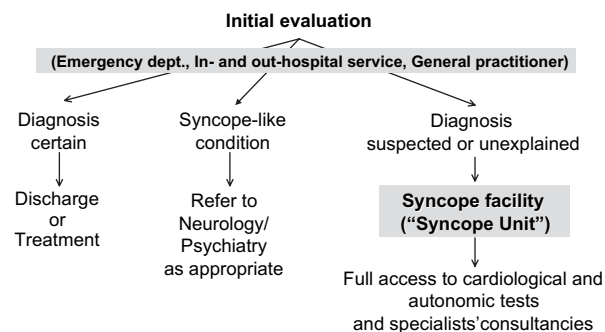 Initial evaluation
(Emergency dept., In- and out-hospital service, General practitioner)
Diagnosis
certain
Discharge
or
Treatment
Syncope-like
condition
Refer to
Neurology/
Psychiatry
as appropriate
Diagnosis
suspected or unexplained
Syncope facility
(“Syncope Unit”)
Full access to cardiological and
autonomic tests
and specialists’consultancies